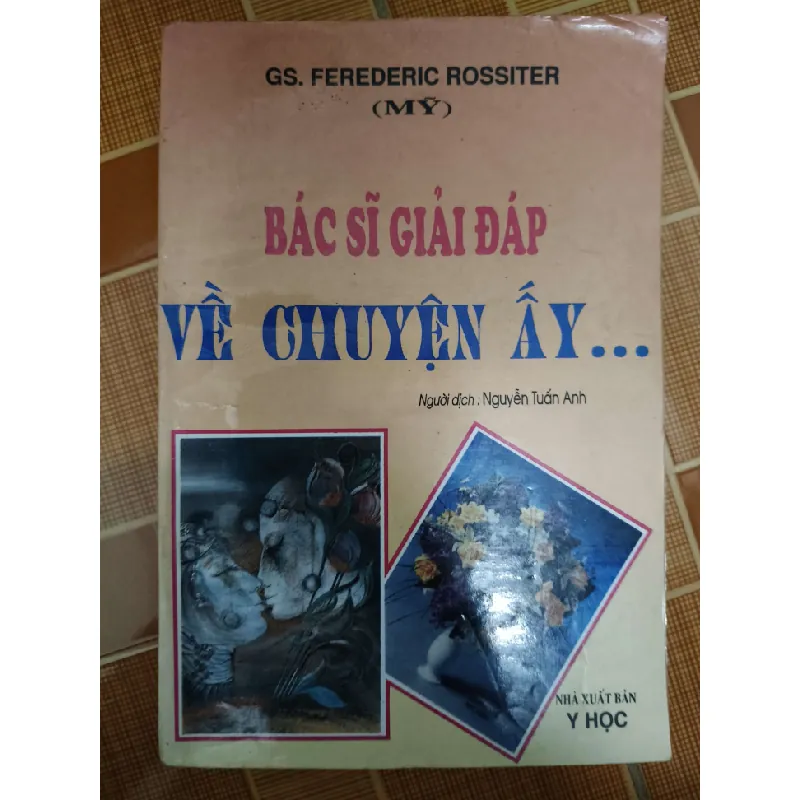 GS. FEREDERIC ROSSITER
(MỸ)
BÁC SĨ GIẢI ĐÁP
VỀ CHUYỆN ẤY...
Người dịch : Nguyễn Tuấn Anh
NHÀ XUẤT BẢN
Y HỌC